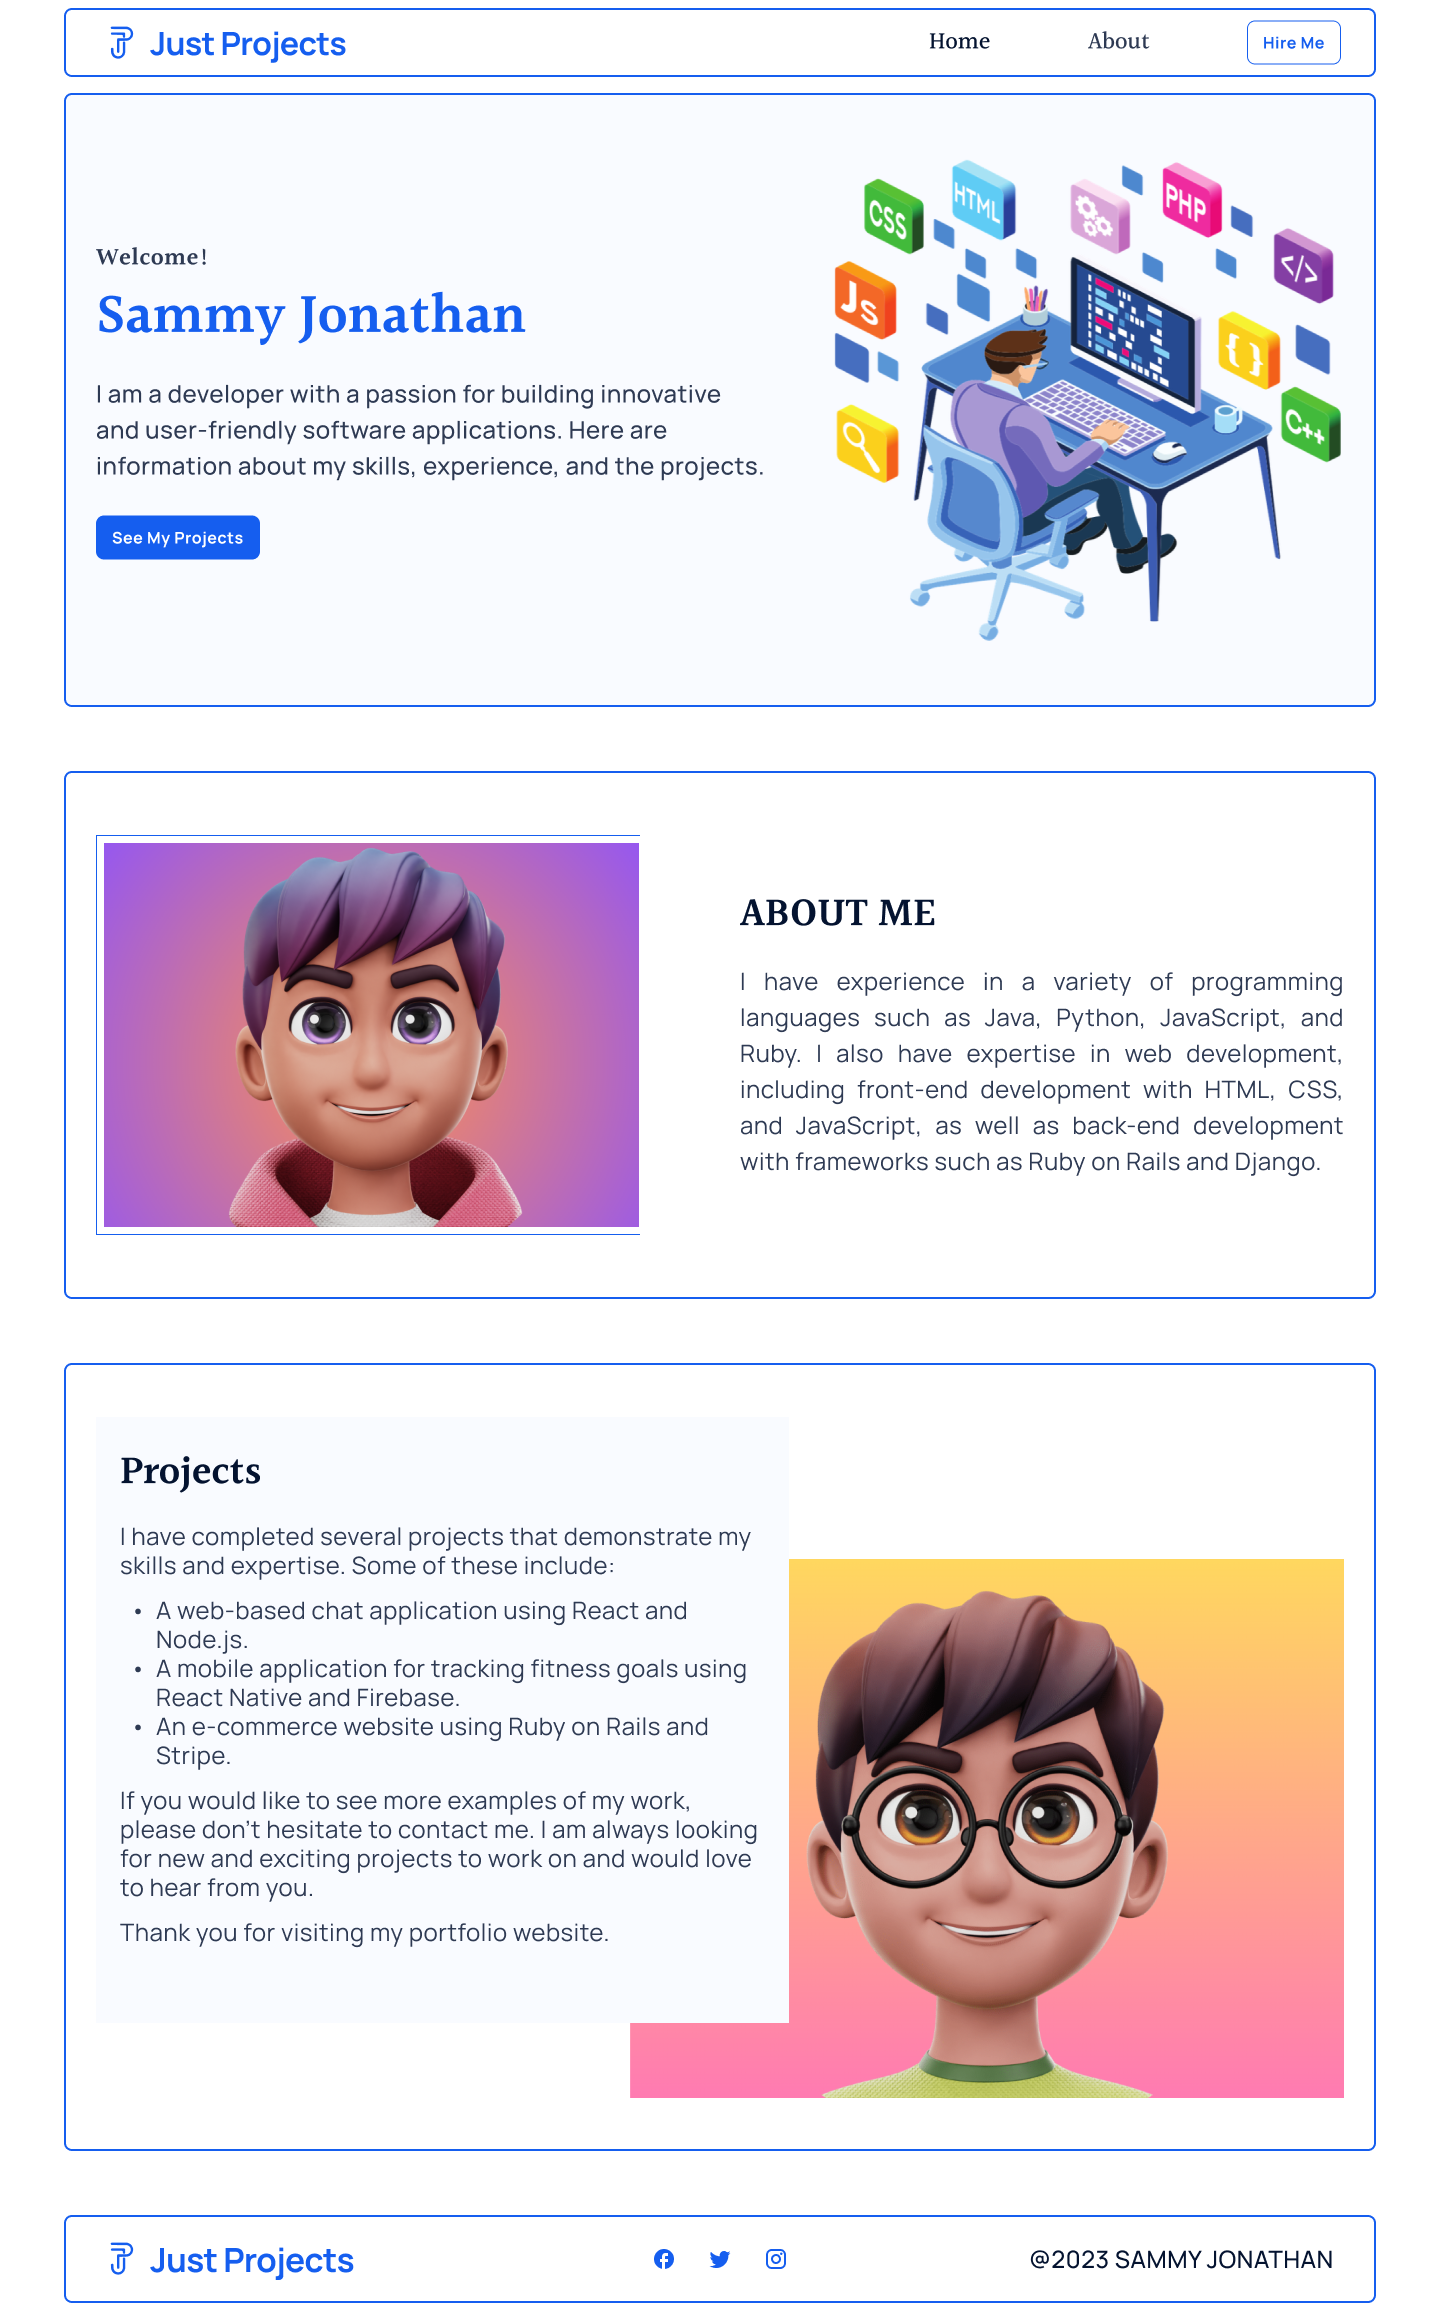 Just Projects
Home
About
Hire Me
Welcome!
Sammy Jonathan
I am a developer with a passion for building innovative
and user-friendly software applications. Here are
information about my skills, experience, and the projects.
See My Projects
CSS
HTML
PHP
</>
Js
{ }
C++
ABOUT ME
I have experience in a variety of programming
languages such as Java, Python, JavaScript, and
Ruby. I also have expertise in web development,
including front-end development with HTML, CSS,
and JavaScript, as well as back-end development
with frameworks such as Ruby on Rails and Django.
Projects
I have completed several projects that demonstrate my
skills and expertise. Some of these include:
• A web-based chat application using React and
Node.js.
• A mobile application for tracking fitness goals using
React Native and Firebase.
• An e-commerce website using Ruby on Rails and
Stripe.
If you would like to see more examples of my work,
please don't hesitate to contact me. I am always looking
for new and exciting projects to work on and would love
to hear from you.
Thank you for visiting my portfolio website.
Just Projects
@2023 SAMMY JONATHAN